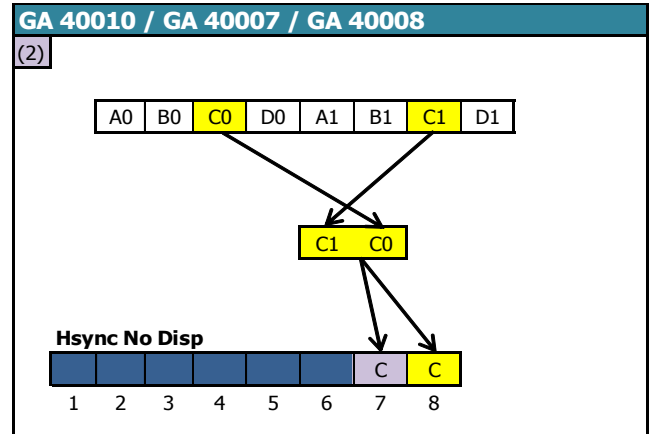 GA 40010 / GA 40007 / GA 40008
(2)
A0 B0 C0 D0 A1 B1 C1 D1
C1 C0
Hsync No Disp
C C
1 2 3 4 5 6 7 8